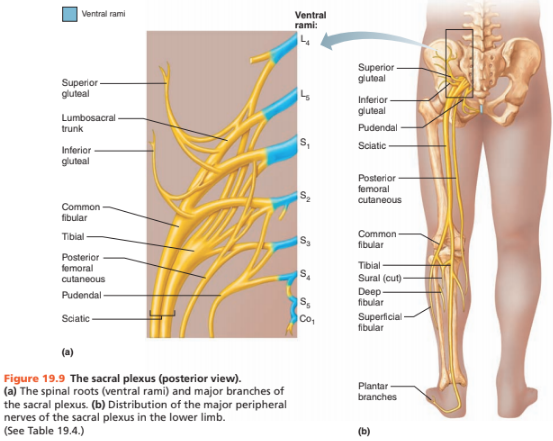 Ventral rami
Ventral
rami:
L4
L5
S1
S2
S3
S4
S5
Co1
Superior
gluteal
Lumbosacral
trunk
Inferior
gluteal
Common
fibular
Tibial
Posterior
femoral
cutaneous
Pudendal
Sciatic
(a)
Superior
gluteal
Inferior
gluteal
Pudendal
Sciatic
Posterior
femoral
cutaneous
Common
fibular
Tibial
Sural (cut)
Deep
fibular
Superficial
fibular
Plantar
branches
(b)
Figure 19.9 The sacral plexus (posterior view).
(a) The spinal roots (ventral rami) and major branches of
the sacral plexus. (b) Distribution of the major peripheral
nerves of the sacral plexus in the lower limb.
(See Table 19.4.)